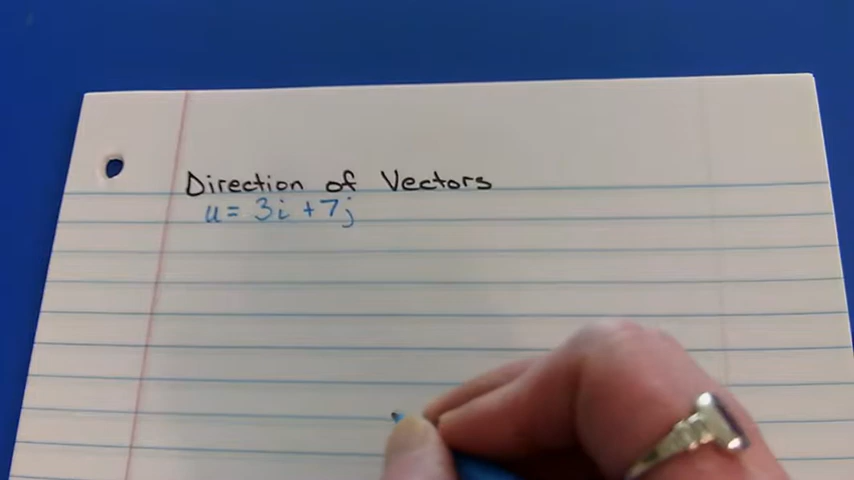 Direction of Vectors
u = 3i + 7j